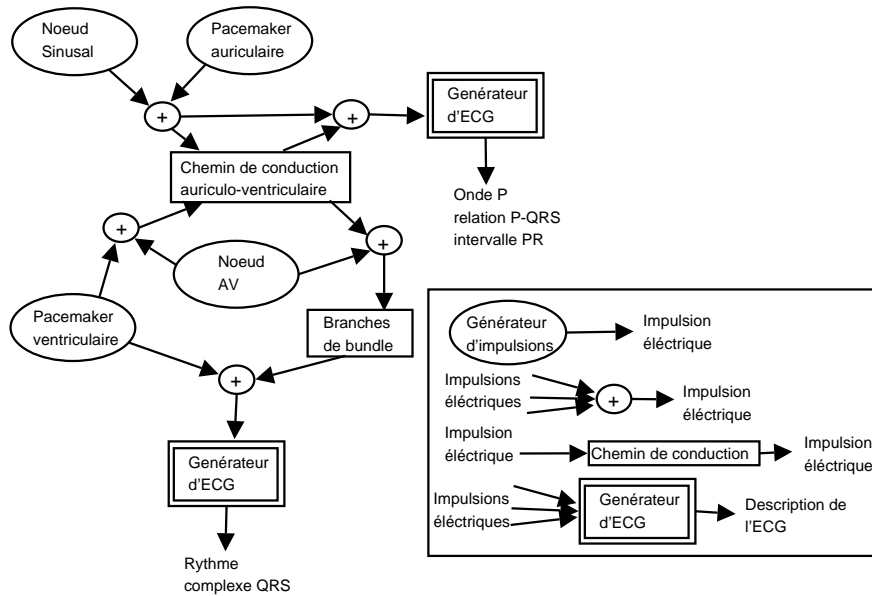 Noeud
Sinusal
Pacemaker
auriculaire
+
+
Genérateur
d'ECG
Chemin de conduction
auriculo-ventriculaire
Onde P
relation P-QRS
intervalle PR
+
+
Noeud
AV
Pacemaker
ventriculaire
Branches
de bundle
+
Genérateur
d'ECG
Rythme
complexe QRS
Générateur
d'impulsions
Impulsion
éléctrique
Impulsions
éléctriques
+
Impulsion
éléctrique
Impulsion
éléctrique
Chemin de conduction
Impulsion
éléctrique
Impulsions
éléctriques
Genérateur
d'ECG
Description de
l'ECG